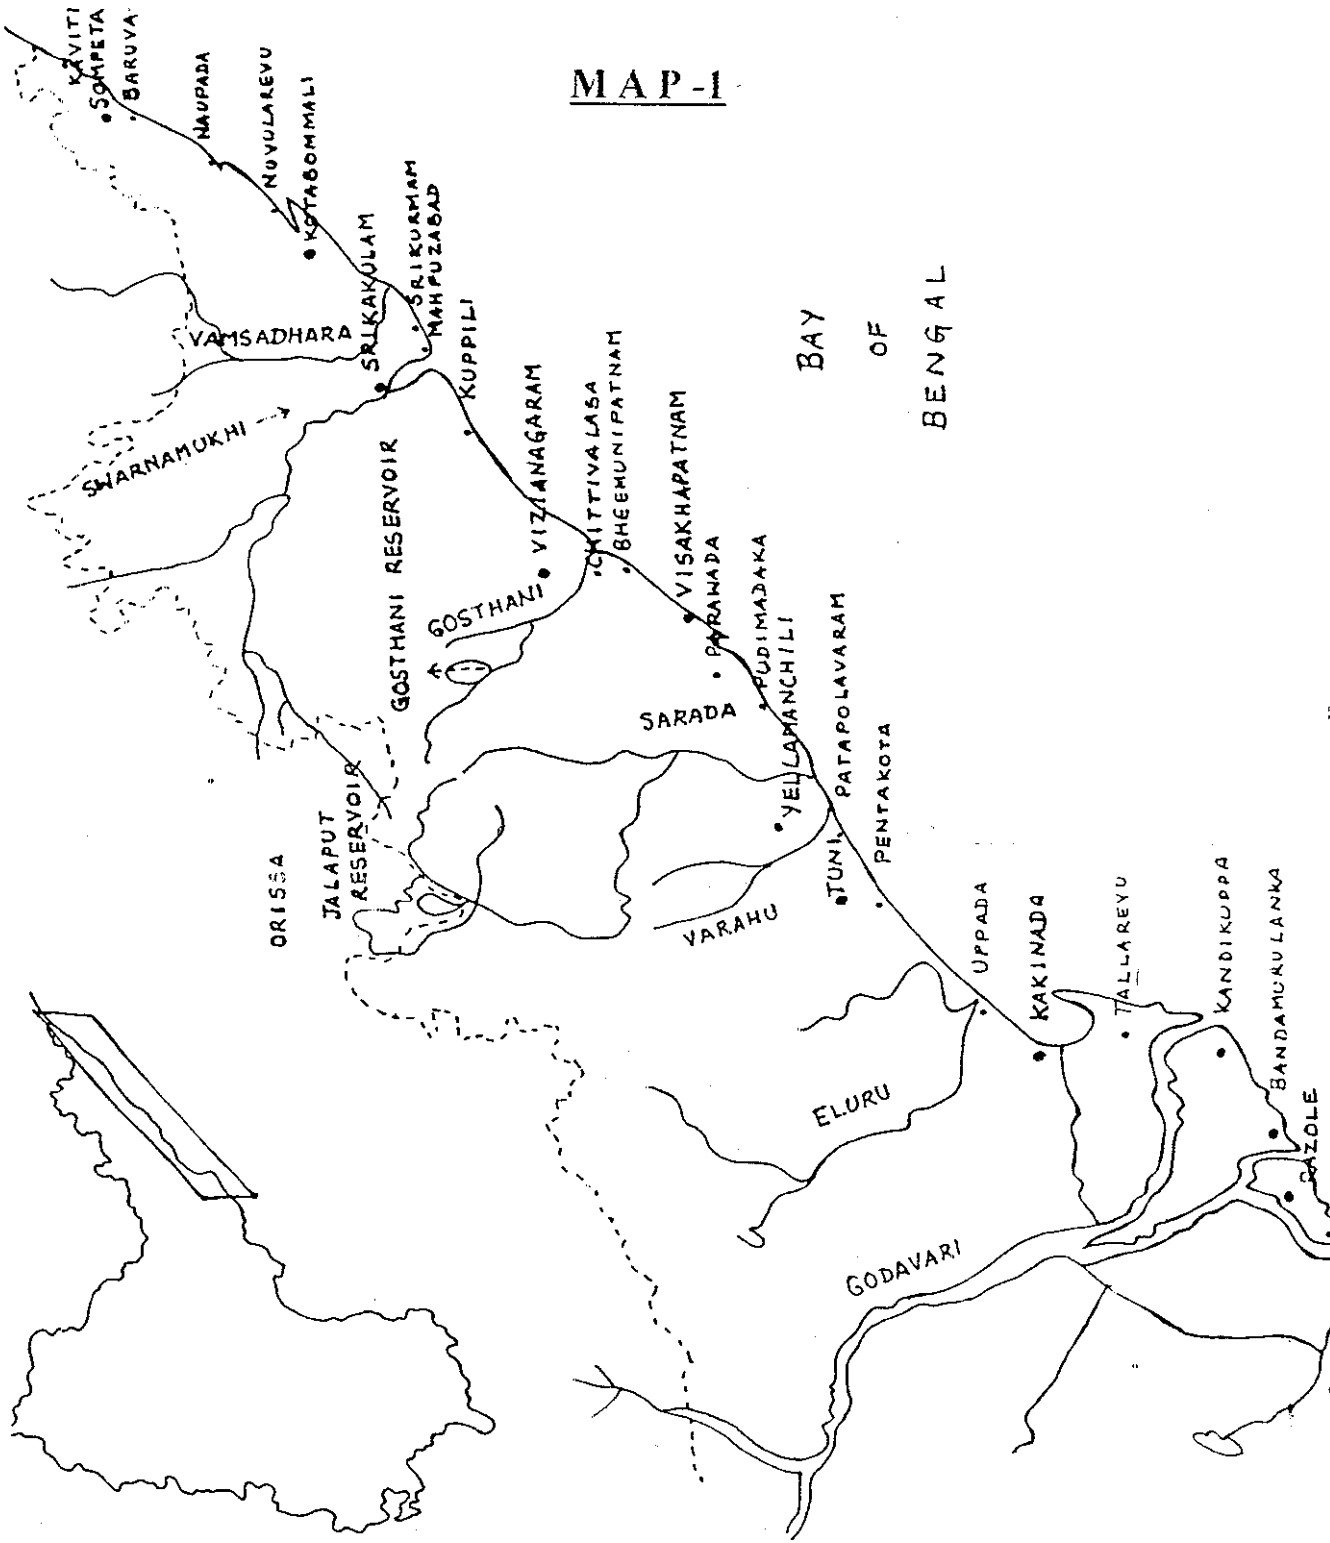 MAP-1
KAVITI
SOMPETA
BARUVA
NAUPADA
NUVULAREVU
KOTABOMMALI
SRIKAKULAM
SRIKURMAM
MAHFUZABAD
KUPPILI
VAMSADHARA
SWARNAMUKHI
GOSTHANI RESERVOIR
GOSTHANI
VIZIANAGARAM
CHITTIVALASA
BHEEMUNIPATNAM
VISAKHAPATNAM
PARAWADA
PUDIMADAKA
YELLAMANCHILI
SARADA
PATAPOLAVARAM
PENTAKOTA
TUNI
VARAHU
BAY
OF
BENGAL
ORISSA
JALAPUT
RESERVOIR
UPPADA
KAKINADA
TALLAREVU
KANDIKUPPA
BANDAMURULANKA
RAZOLE
ELURU
GODAVARI